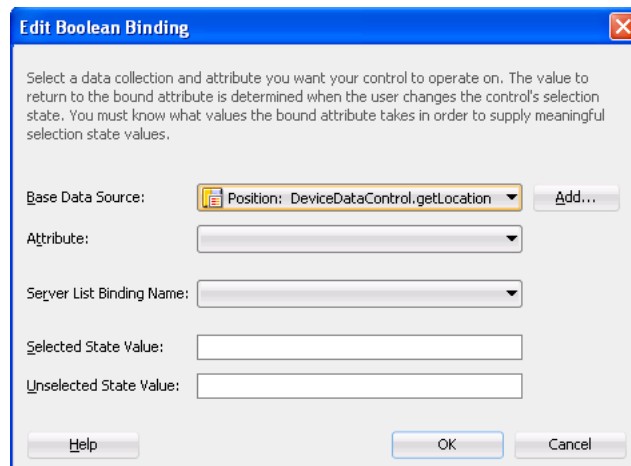 Edit Boolean Binding
Select a data collection and attribute you want your control to operate on. The value to
return to the bound attribute is determined when the user changes the control's selection
state. You must know what values the bound attribute takes in order to supply meaningful
selection state values.
Base Data Source: Position: DeviceDataControl.getLocation Add...
Attribute:
Server List Binding Name:
Selected State Value:
Unselected State Value:
Help OK Cancel